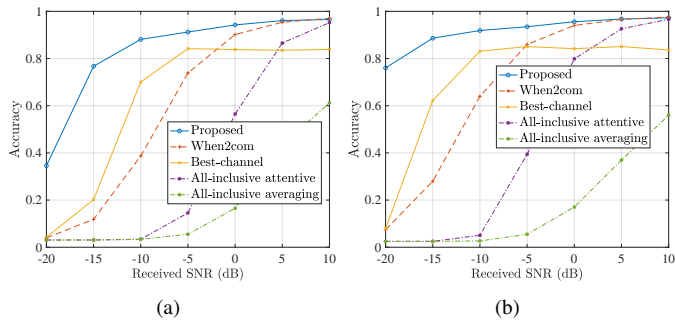 1
0.8
0.6
0.4
0.2
0
Accuracy
-20 -15 -10 -5 0 5 10
Received SNR (dB)
Proposed
When2com
Best-channel
All-inclusive attentive
All-inclusive averaging
(a)
1
0.8
0.6
0.4
0.2
0
Accuracy
-20 -15 -10 -5 0 5 10
Received SNR (dB)
Proposed
When2com
Best-channel
All-inclusive attentive
All-inclusive averaging
(b)